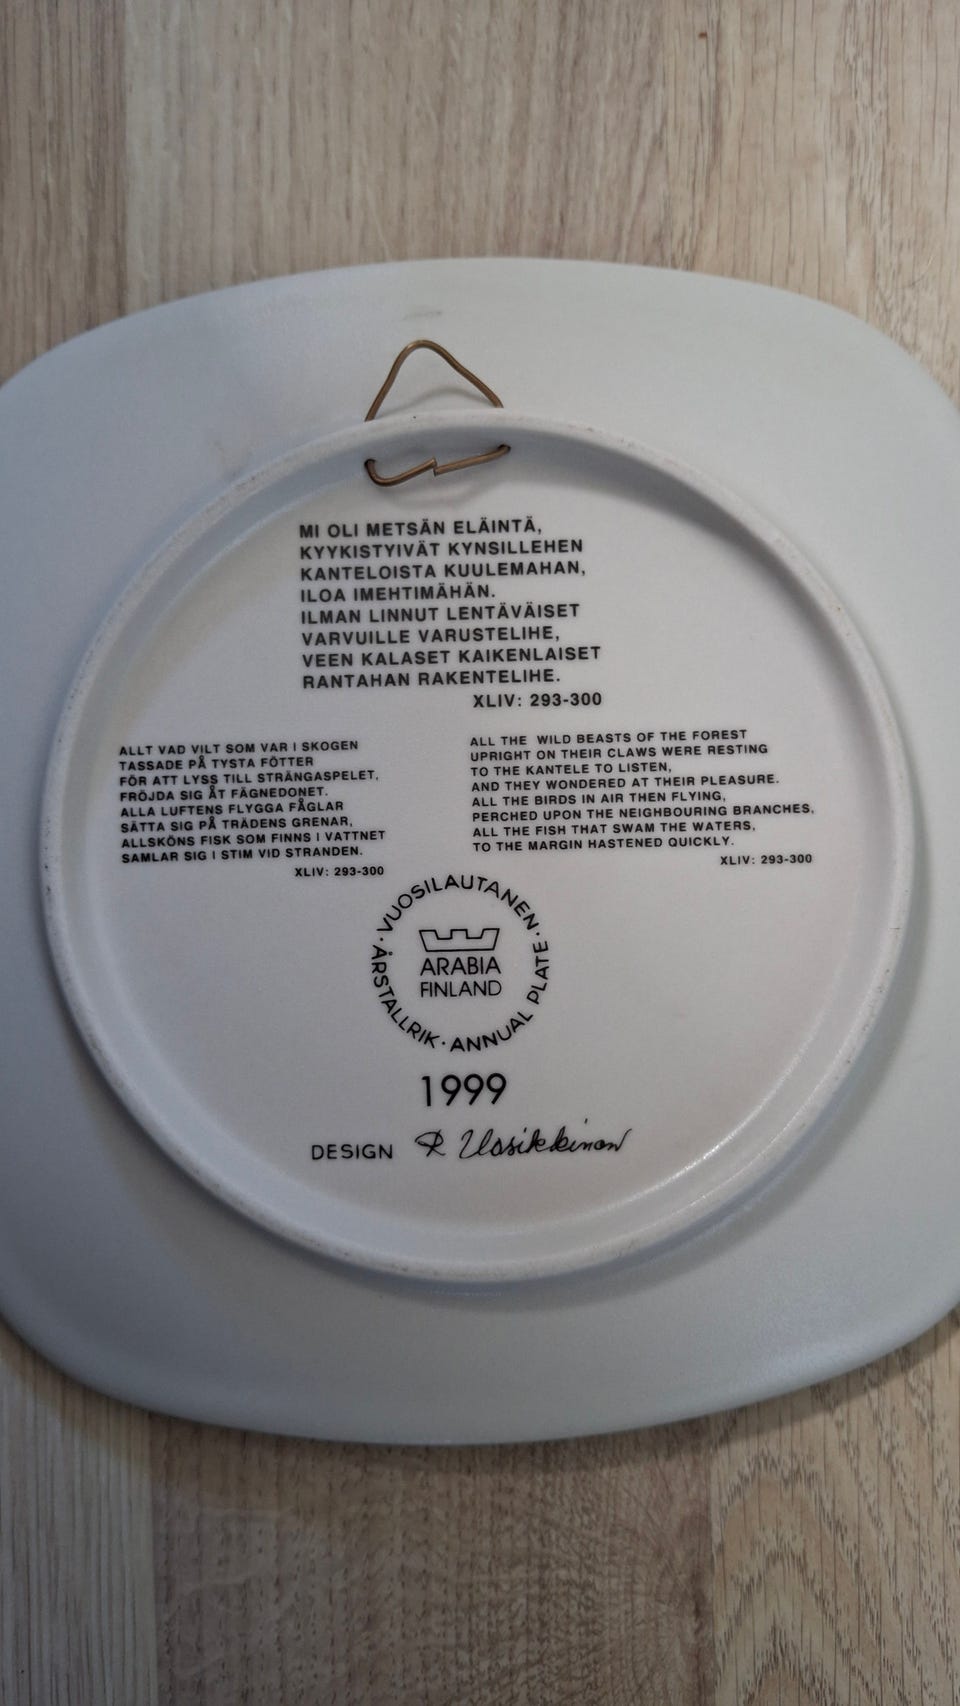 MI OLI METSÄN ELÄINTÄ,
KYYKISTYIVÄT KYNSILLEHEN
KANTELOISTA KUULEMAHAN,
ILOA IMEHTIMÄHÄN.
ILMAN LINNUT LENTÄVÄISET
VARVUILLE VARUSTELIHE,
VEEN KALASET KAIKENLAISET
RANTAHAN RAKENTELIHE.
XLIV: 293-300
ALLT VAD VILT SOM VAR I SKOGEN
TASSADE PÅ TYSTA FÖTTER
FÖR ATT LYSS TILL STRÄNGASPELET,
FRÖJDA SIG ÅT FÄGNEDONET.
ALLA LUFTENS FLYGGA FÅGLAR
SÄTTA SIG PÅ TRÄDENS GRENAR,
ALLSKÖNS FISK SOM FINNS I VATTNET
SAMLAR SIG I STIM VID STRANDEN.
XLIV: 293-300
ALL THE WILD BEASTS OF THE FOREST
UPRIGHT ON THEIR CLAWS WERE RESTING
TO THE KANTELE TO LISTEN,
AND THEY WONDERED AT THEIR PLEASURE.
ALL THE BIRDS IN AIR THEN FLYING,
PERCHED UPON THE NEIGHBOURING BRANCHES,
ALL THE FISH THAT SWAM THE WATERS,
TO THE MARGIN HASTENED QUICKLY.
XLIV: 293-300
· VUOSILAUTANEN · ANNUAL PLATE · ÅRSTALLRIK
ARABIA
FINLAND
1999
DESIGN R Uosikkinen